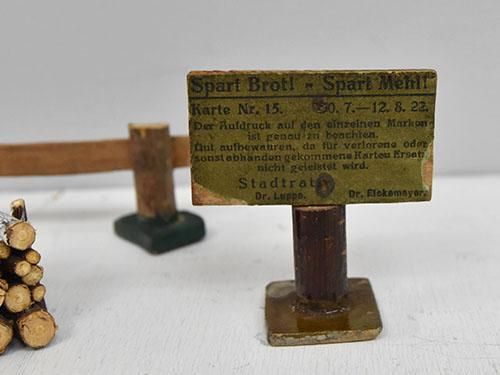 Spart Brot! - Spart Mehl!
Karte Nr. 15. 30. 7.—12. 8. 22.
Der Aufdruck auf den einzelnen Marken
ist genau zu beachten.
Gut aufbewahren, da für verlorene oder
sonst abhanden gekommene Karten Ersatz
nicht geleistet wird.
Stadtrat
Dr. Luppe. Dr. Eickemeyer.